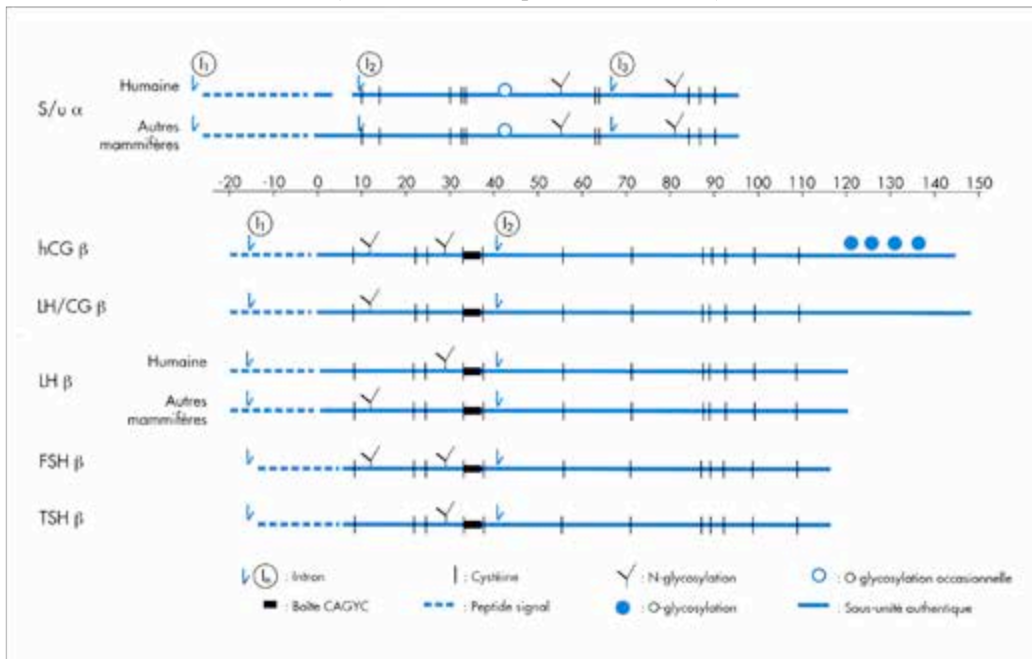 I1 I2 I3
Humaine
S/υ α
Autres
mammifères
-20 -10 0 10 20 30 40 50 60 70 80 90 100 110 120 130 140 150
I1 I2
hCG β
LH/CG β
Humaine
LH β
Autres
mammifères
FSH β
TSH β
In : Intron : Cystéine : N-glycosylation : O glycosylation occasionnelle
: Boîte CAGYC : Peptide signal : O-glycosylation : Sous-unité authentique